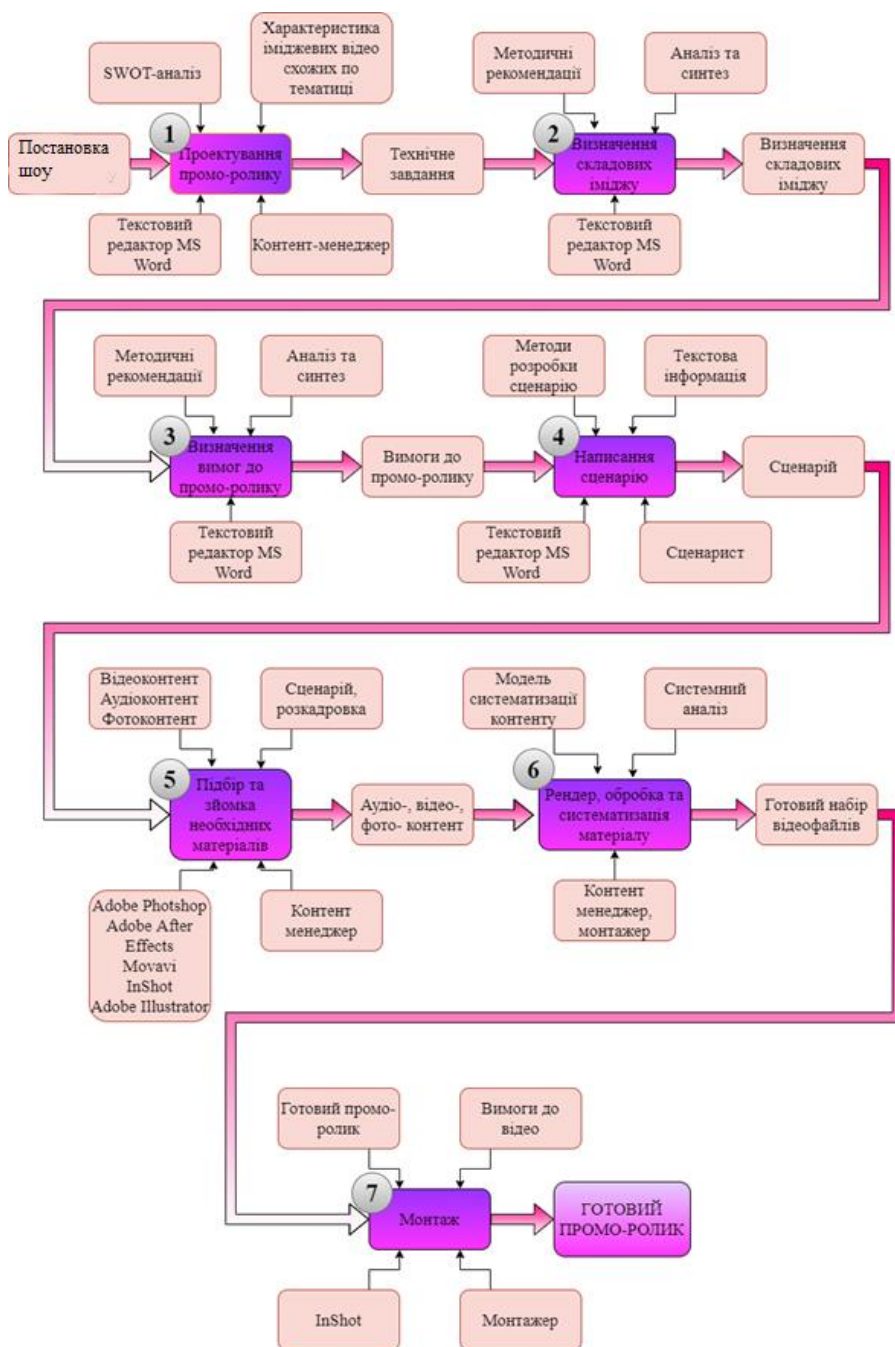 SWOT-аналіз
Характеристика
іміджевих відео
схожих по
тематиці
Методичні
рекомендації
Аналіз та
синтез
Постановка
шоу
1
Проектування
промо-ролику
Технічне
завдання
2
Визначення
складових
іміджу
Визначення
складових
іміджу
Текстовий
редактор MS
Word
Контент-менеджер
Текстовий
редактор MS
Word
Методичні
рекомендації
Аналіз та
синтез
Методи
розробки
сценарію
Текстова
інформація
3
Визначення
вимог до
промо-ролику
Вимоги до
промо-ролику
4
Написання
сценарію
Сценарій
Текстовий
редактор MS
Word
Текстовий
редактор MS
Word
Сценарист
Відеоконтент
Аудіоконтент
Фотоконтент
Сценарій,
розкадровка
Модель
систематизації
контенту
Системний
аналіз
5
Підбір та
зйомка
необхідних
матеріалів
Аудіо-, відео-,
фото- контент
6
Рендер, обробка та
систематизація
матеріалу
Готовий набір
відеофайлів
Adobe Photshop
Adobe After
Effects
Movavi
InShot
Adobe Illustrator
Контент
менеджер
Контент
менеджер,
монтажер
Готовий промо-
ролик
Вимоги до
відео
7
Монтаж
ГОТОВИЙ
ПРОМО-РОЛИК
InShot
Монтажер